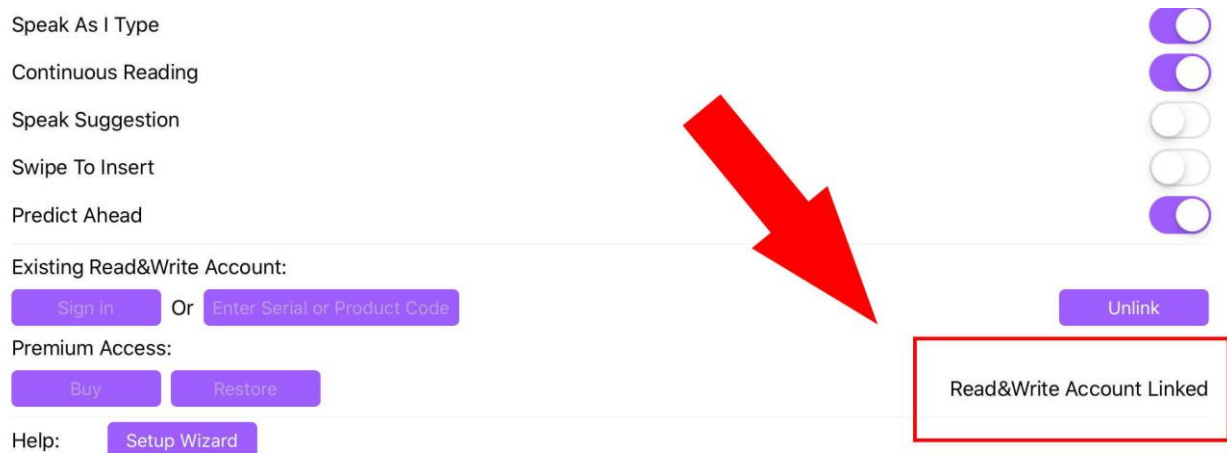 Speak As I Type
Continuous Reading
Speak Suggestion
Swipe To Insert
Predict Ahead
Existing Read&Write Account:
Sign in Or Enter Serial or Product Code Unlink
Premium Access:
Buy Restore Read&Write Account Linked
Help: Setup Wizard